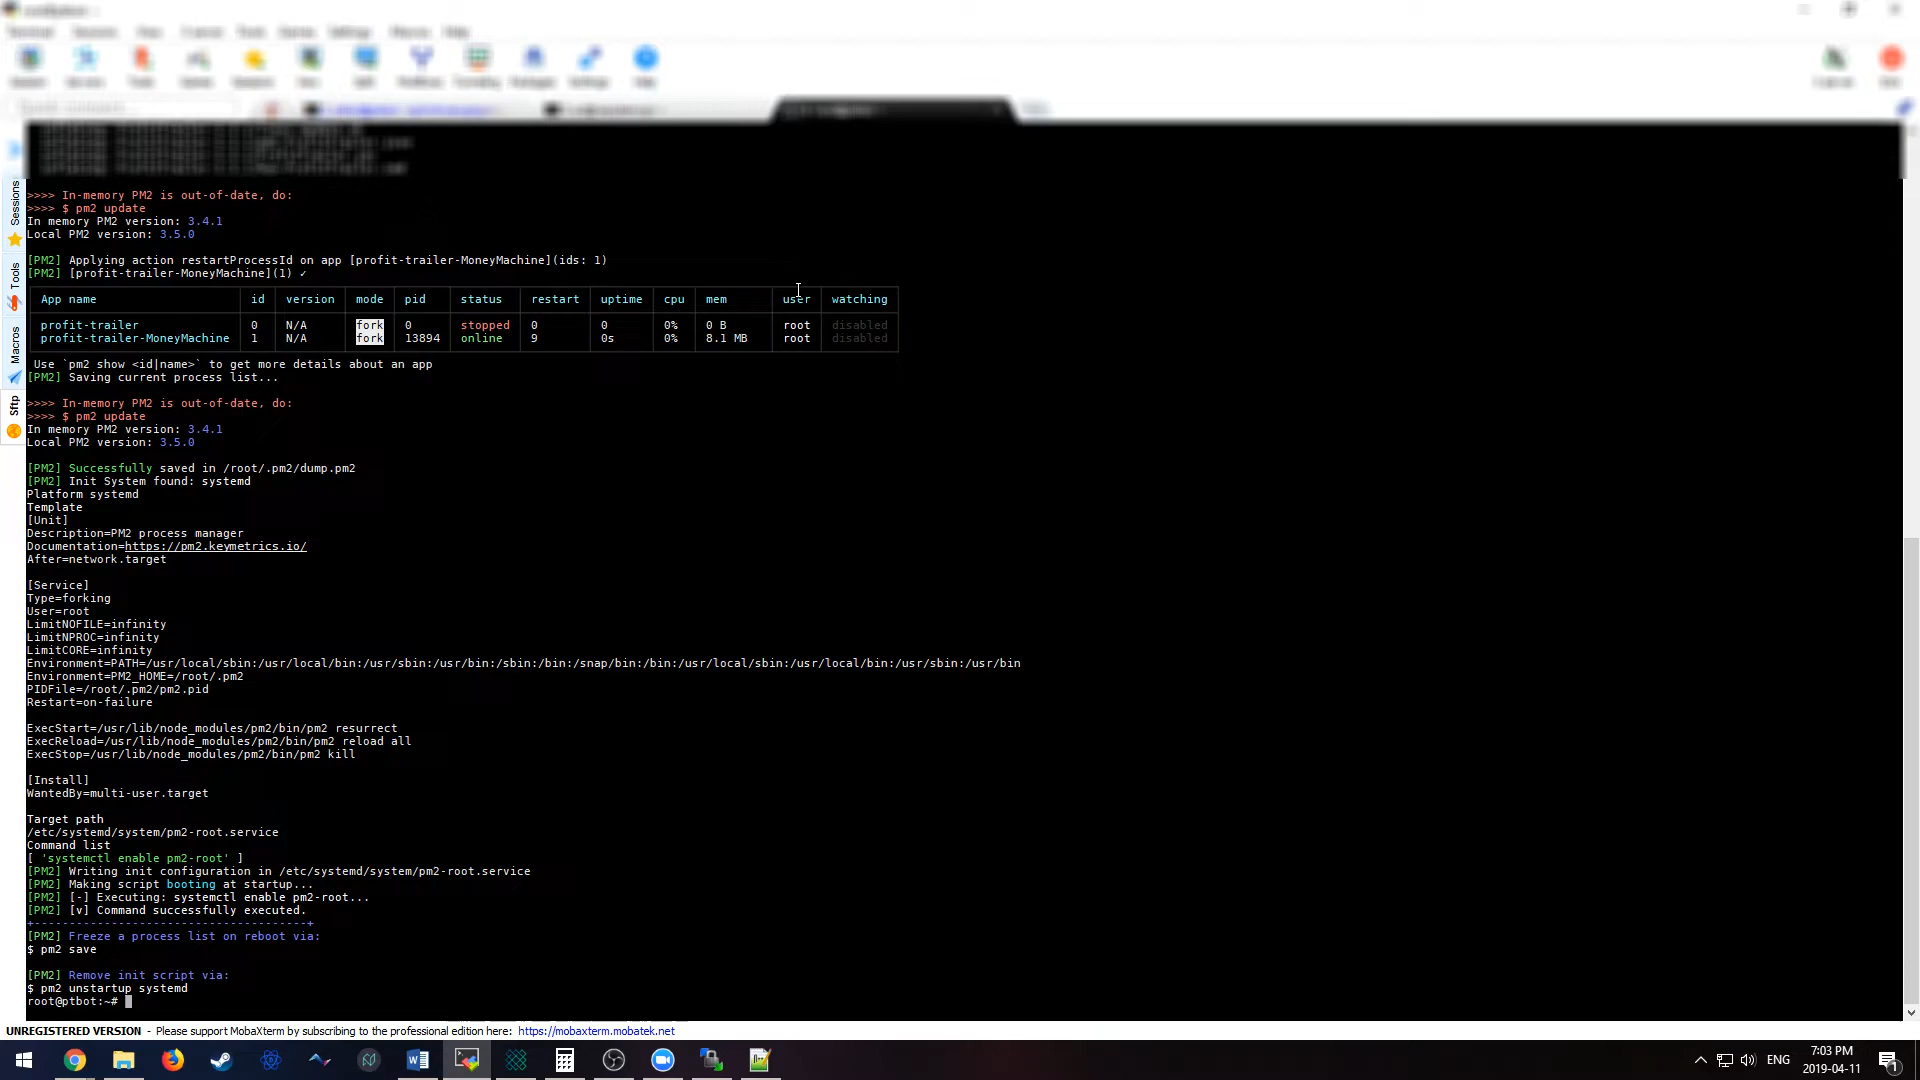 >>>> In-memory PM2 is out-of-date, do:
>>>> $ pm2 update
In memory PM2 version: 3.4.1
Local PM2 version: 3.5.0
[PM2] Applying action restartProcessId on app [profit-trailer-MoneyMachine](ids: 1)
[PM2] [profit-trailer-MoneyMachine](1) ✓
App name id version mode pid status restart uptime cpu mem user watching
profit-trailer 0 N/A fork 0 stopped 0 0 0% 0 B root disabled
profit-trailer-MoneyMachine 1 N/A fork 13894 online 9 0s 0% 8.1 MB root disabled
Use `pm2 show <id|name>` to get more details about an app
[PM2] Saving current process list...
>>>> In-memory PM2 is out-of-date, do:
>>>> $ pm2 update
In memory PM2 version: 3.4.1
Local PM2 version: 3.5.0
[PM2] Successfully saved in /root/.pm2/dump.pm2
[PM2] Init System found: systemd
Platform systemd
Template
[Unit]
Description=PM2 process manager
Documentation=https://pm2.keymetrics.io/
After=network.target
[Service]
Type=forking
User=root
LimitNOFILE=infinity
LimitNPROC=infinity
LimitCORE=infinity
Environment=PATH=/usr/local/sbin:/usr/local/bin:/usr/sbin:/usr/bin:/sbin:/bin:/snap/bin:/bin:/usr/local/sbin:/usr/local/bin:/usr/sbin:/usr/bin
Environment=PM2_HOME=/root/.pm2
PIDFile=/root/.pm2/pm2.pid
Restart=on-failure
ExecStart=/usr/lib/node_modules/pm2/bin/pm2 resurrect
ExecReload=/usr/lib/node_modules/pm2/bin/pm2 reload all
ExecStop=/usr/lib/node_modules/pm2/bin/pm2 kill
[Install]
WantedBy=multi-user.target
Target path
/etc/systemd/system/pm2-root.service
Command list
[ 'systemctl enable pm2-root' ]
[PM2] Writing init configuration in /etc/systemd/system/pm2-root.service
[PM2] Making script booting at startup...
[PM2] [-] Executing: systemctl enable pm2-root...
[PM2] [v] Command successfully executed.
+---------------------------------------+
[PM2] Freeze a process list on reboot via:
$ pm2 save
[PM2] Remove init script via:
$ pm2 unstartup systemd
root@ptbot:~#
Sessions
Tools
Macros
Sftp
UNREGISTERED VERSION - Please support MobaXterm by subscribing to the professional edition here: https://mobaxterm.mobatek.net
ENG
7:03 PM
2019-04-11
1